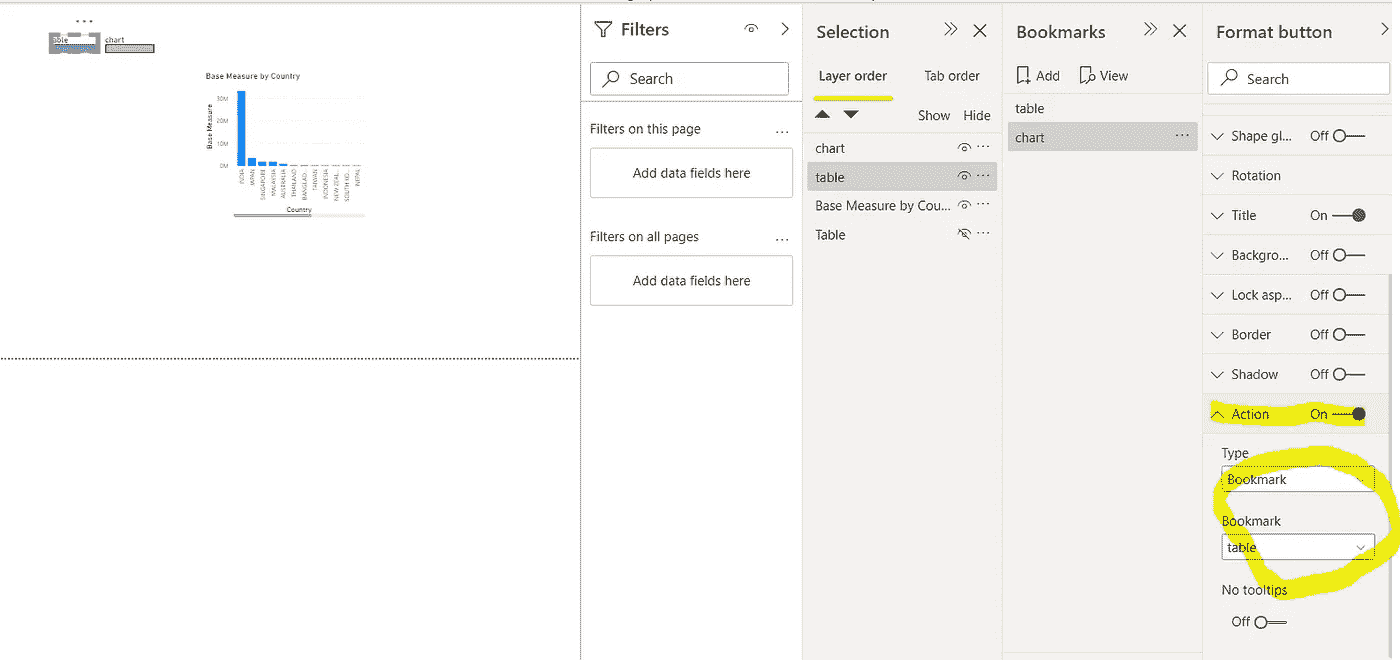 table
chart
Base Measure by Country
Base Measure
30M
20M
10M
0M
INDIA
JAPAN
SINGAPORE
MALAYSIA
AUSTRALIA
THAILAND
BANGLAD...
TAIWAN
INDONESIA
NEW ZEAL...
SOUTH KO...
NEPAL
Country
Filters
Search
Filters on this page
...
Add data fields here
Filters on all pages
...
Add data fields here
Selection
Layer order
Tab order
Show
Hide
chart
...
table
...
Base Measure by Cou...
...
Table
...
Bookmarks
Add
View
table
chart
...
Format button
Search
Shape gl... Off
Rotation
Title On
Backgro... Off
Lock asp... Off
Border Off
Shadow Off
Action On
Type
Bookmark
Bookmark
table
No tooltips
Off